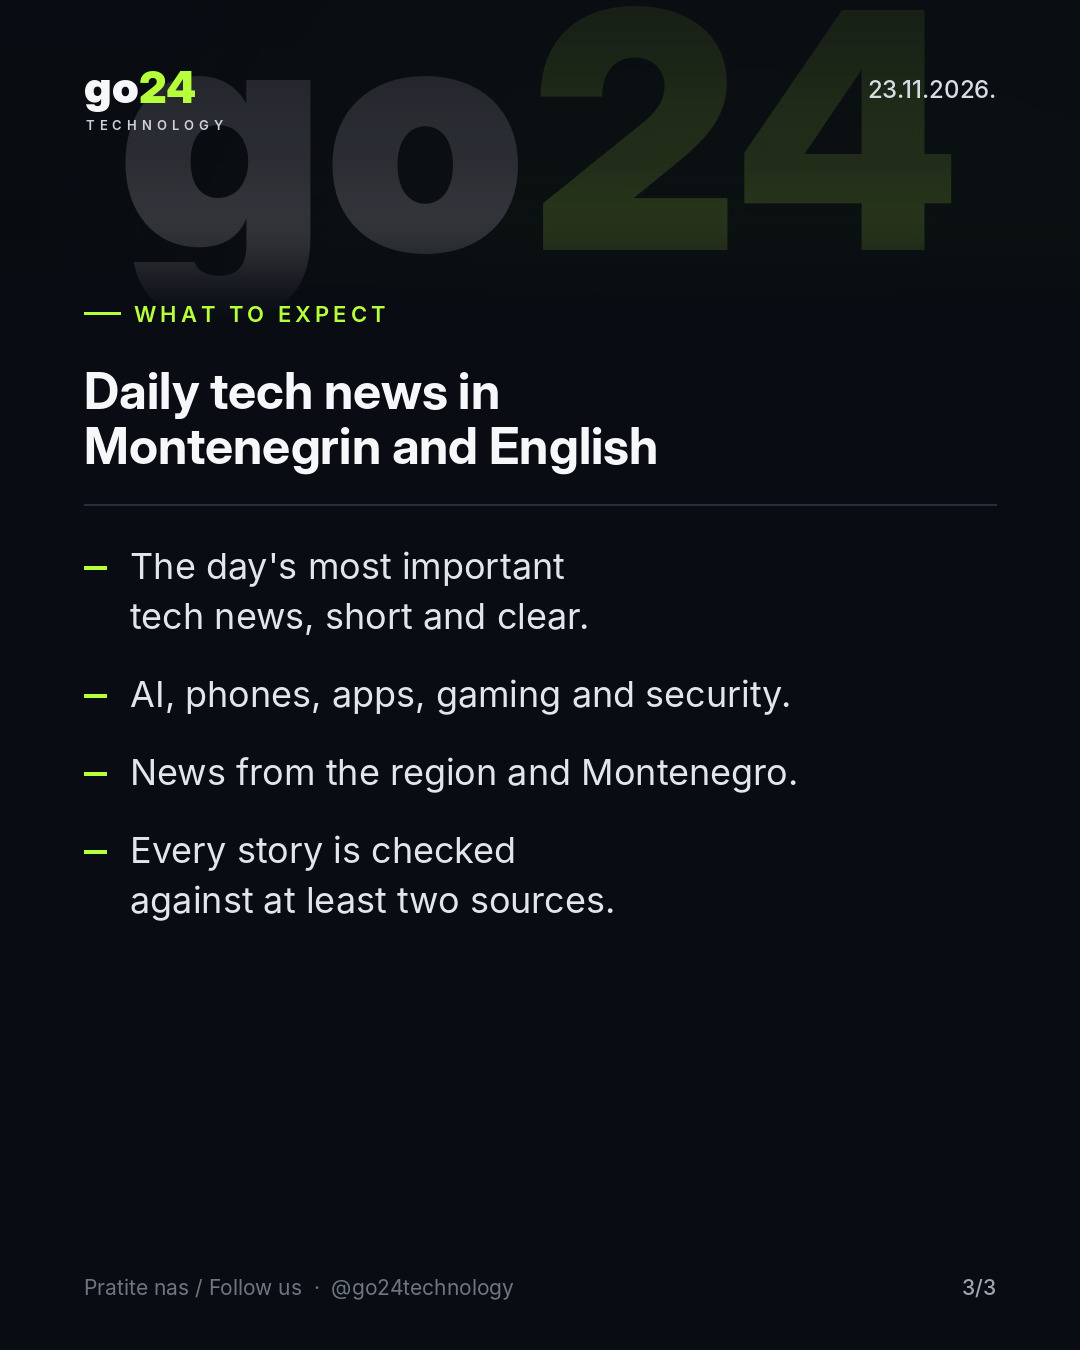 go24
TECHNOLOGY
23.11.2026.
go24
WHAT TO EXPECT
Daily tech news in
Montenegrin and English
The day's most important
tech news, short and clear.
AI, phones, apps, gaming and security.
News from the region and Montenegro.
Every story is checked
against at least two sources.
Pratite nas / Follow us · @go24technology
3/3